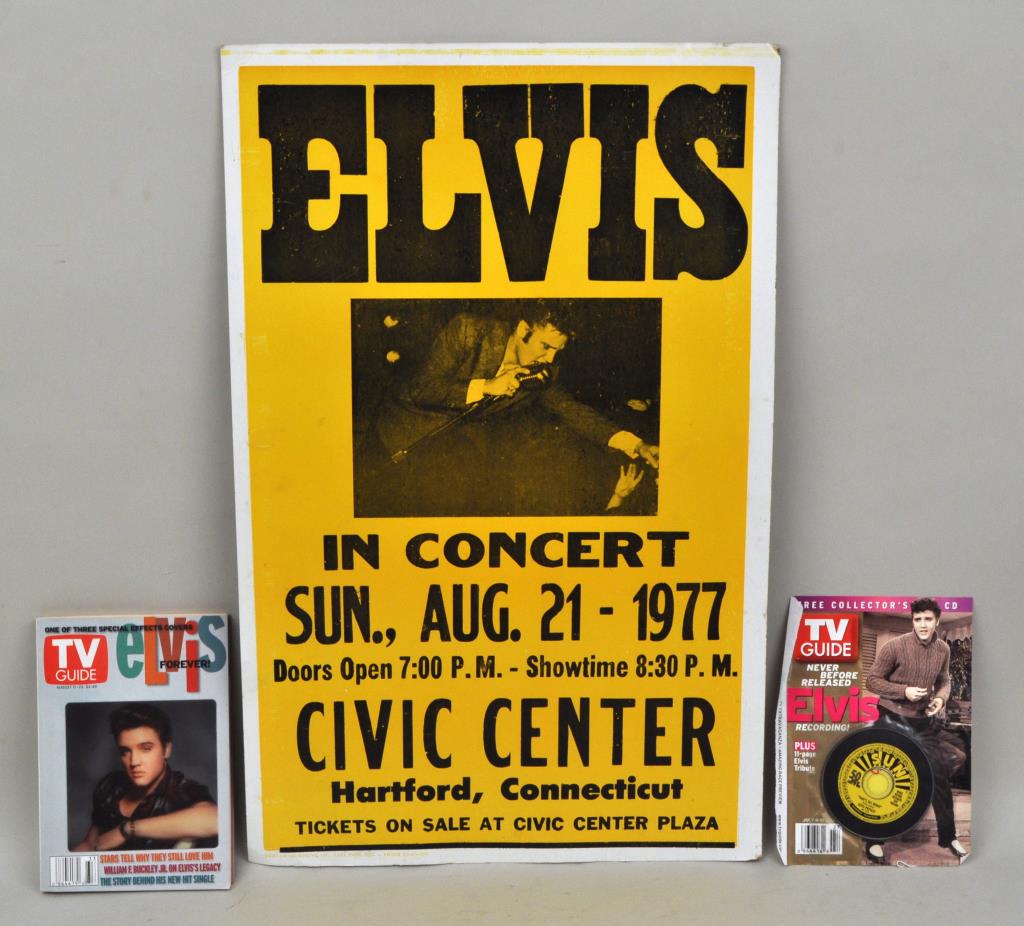 ELVIS
IN CONCERT
SUN., AUG. 21 - 1977
Doors Open 7:00 P.M. - Showtime 8:30 P.M.
CIVIC CENTER
Hartford, Connecticut
TICKETS ON SALE AT CIVIC CENTER PLAZA
ONE OF THREE SPECIAL EFFECTS COVERS
TV
GUIDE
eLvis
FOREVER!
STARS TELL WHY THEY STILL LOVE HIM
WILLIAM F. BUCKLEY JR. ON ELVIS'S LEGACY
THE STORY BEHIND HIS NEW HIT SINGLE
REE COLLECTOR'S CD
TV
GUIDE
NEVER
BEFORE
RELEASED
Elvis
RECORDING!
PLUS
11-page
Elvis
Tribute
SUN